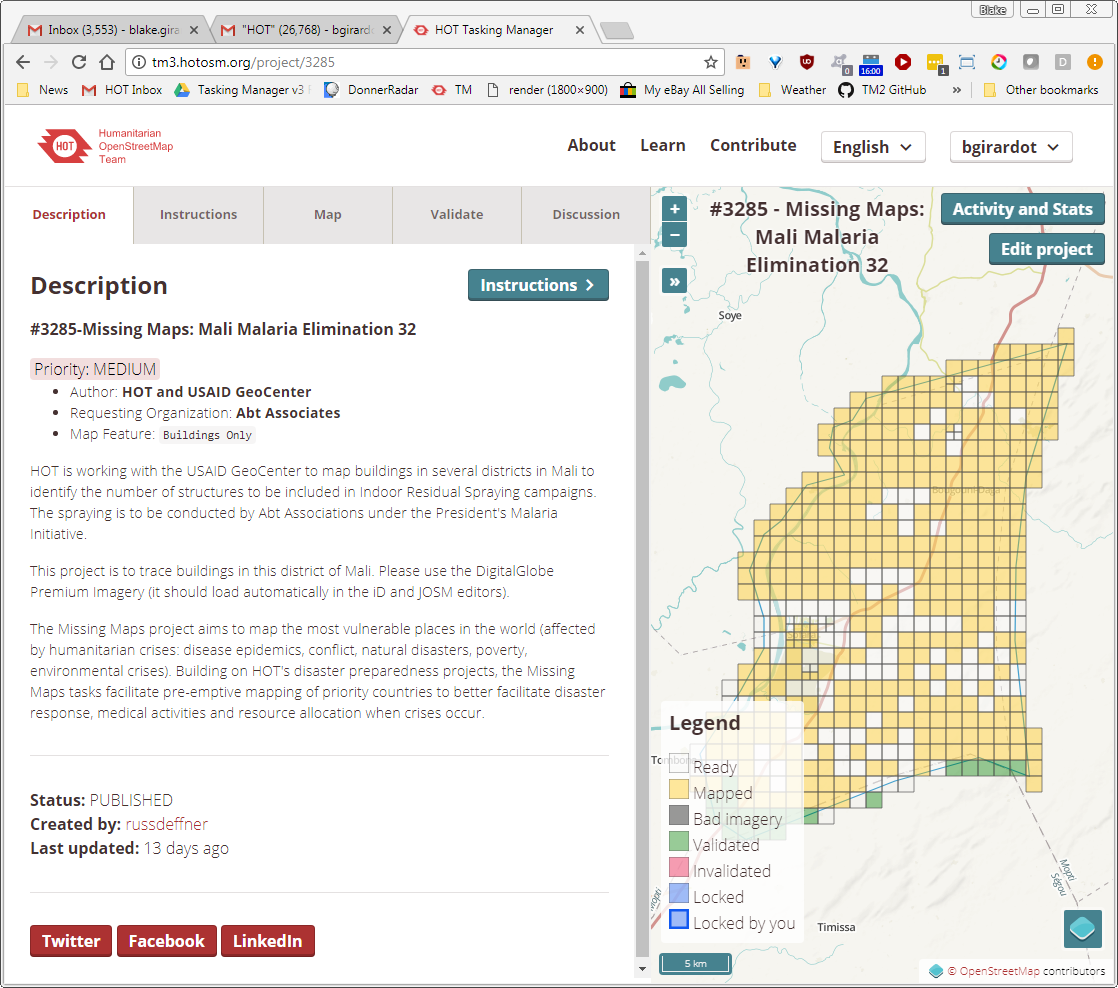 Blake
Inbox (3,553) - blake.gira
"HOT" (26,768) - bgirardo
HOT Tasking Manager
tm3.hotosm.org/project/3285
0
16:00
1
D
News
HOT Inbox
Tasking Manager v3
DonnerRadar
TM
render (1800×900)
My eBay All Selling
Weather
TM2 GitHub
»
Other bookmarks
HOT
Humanitarian
OpenStreetMap
Team
About
Learn
Contribute
English
bgirardot
Description
Instructions
Map
Validate
Discussion
Description
Instructions
#3285-Missing Maps: Mali Malaria Elimination 32
Priority: MEDIUM
• Author: HOT and USAID GeoCenter
• Requesting Organization: Abt Associates
• Map Feature: Buildings Only
HOT is working with the USAID GeoCenter to map buildings in several districts in Mali to
identify the number of structures to be included in Indoor Residual Spraying campaigns.
The spraying is to be conducted by Abt Associations under the President's Malaria
Initiative.
This project is to trace buildings in this district of Mali. Please use the DigitalGlobe
Premium Imagery (it should load automatically in the iD and JOSM editors).
The Missing Maps project aims to map the most vulnerable places in the world (affected
by humanitarian crises: disease epidemics, conflict, natural disasters, poverty,
environmental crises). Building on HOT's disaster preparedness projects, the Missing
Maps tasks facilitate pre-emptive mapping of priority countries to better facilitate disaster
response, medical activities and resource allocation when crises occur.
Status: PUBLISHED
Created by: russdeffner
Last updated: 13 days ago
Twitter
Facebook
LinkedIn
+
−
»
#3285 - Missing Maps:
Mali Malaria
Elimination 32
Activity and Stats
Edit project
Soye
Legend
Ready
Mapped
Bad imagery
Validated
Invalidated
Locked
Locked by you
Mopti
Ségou
Timissa
5 km
© OpenStreetMap contributors